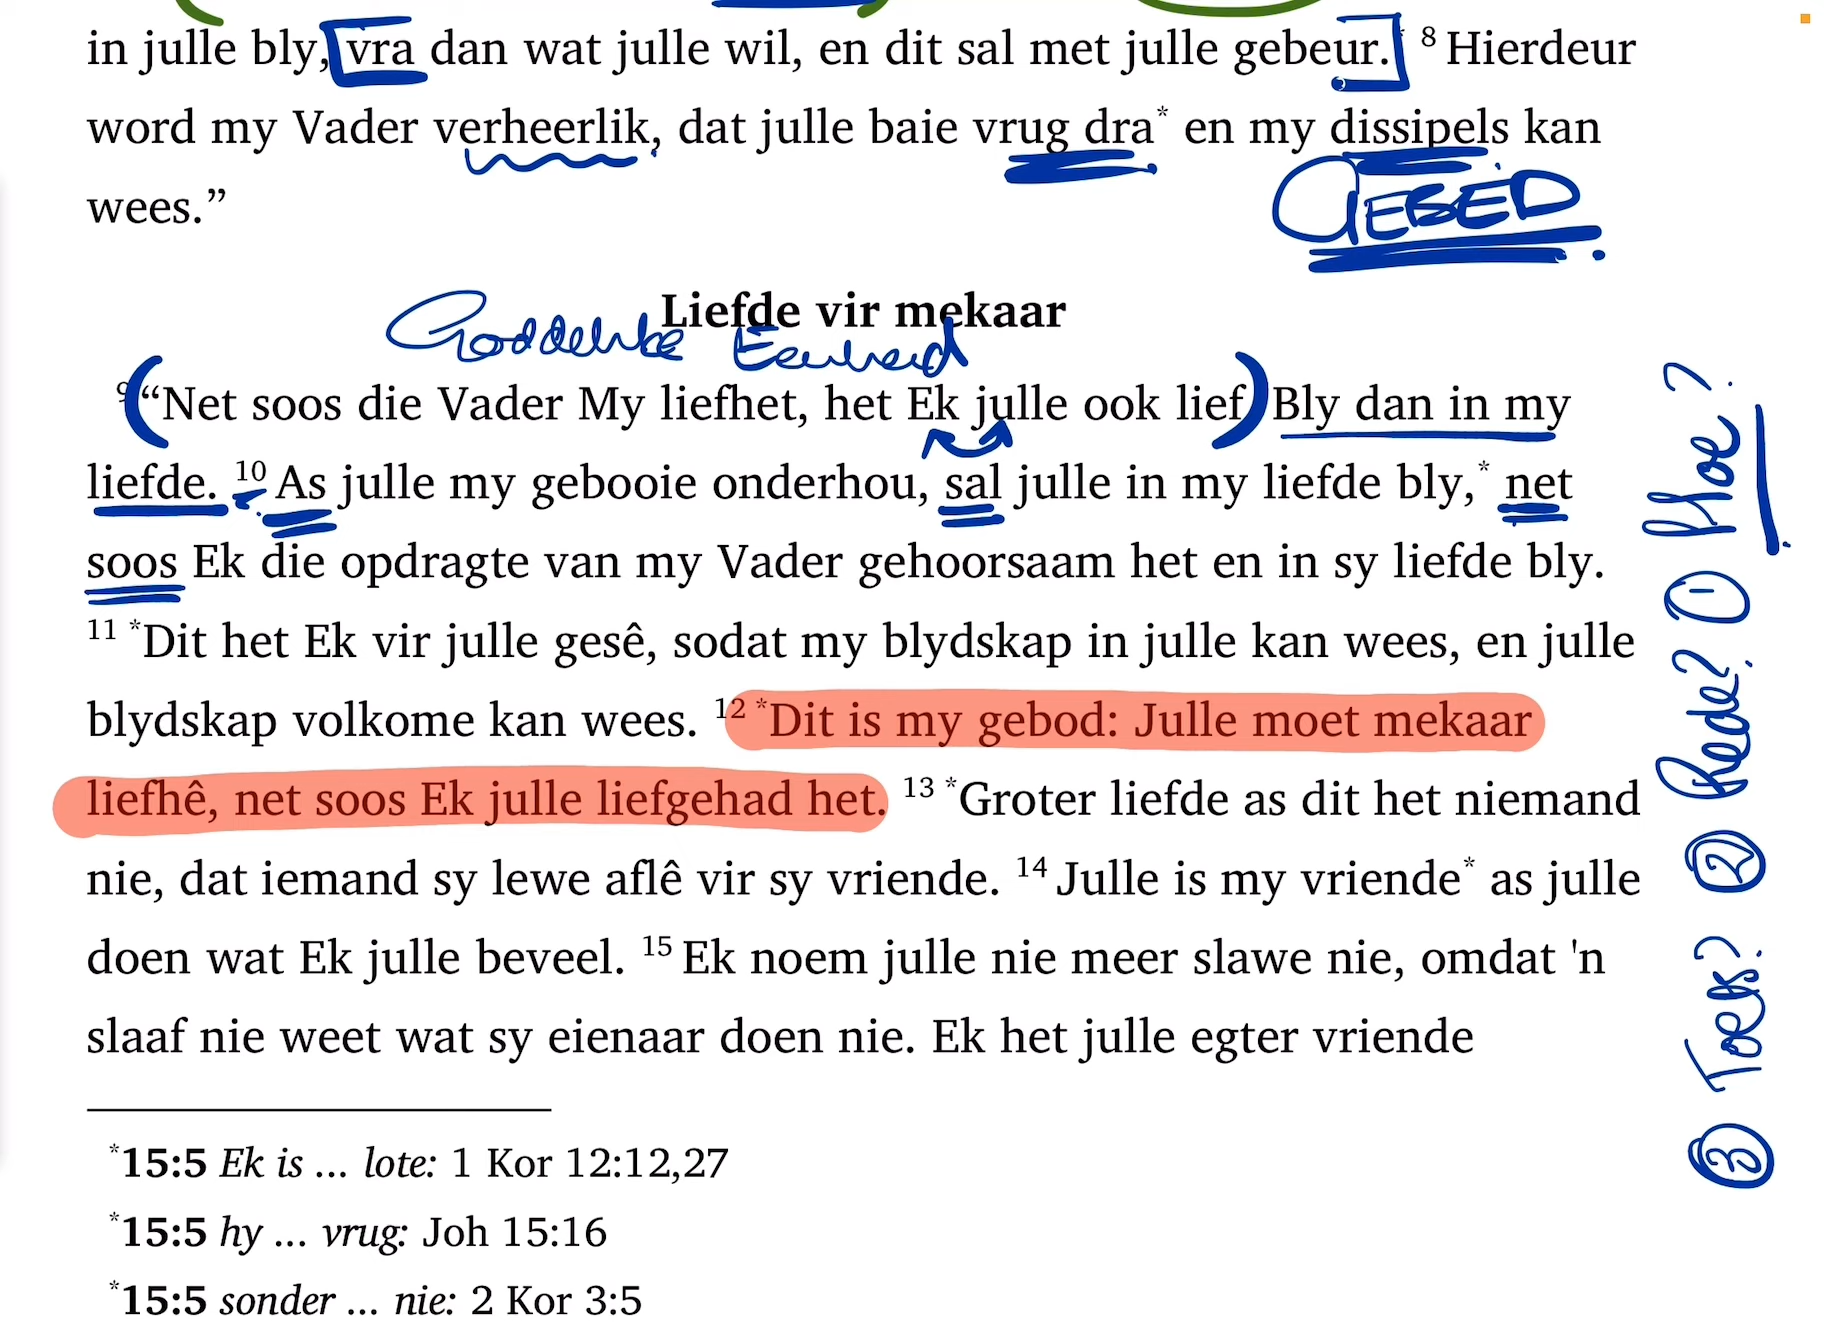 in julle bly, vra dan wat julle wil, en dit sal met julle gebeur. 8 Hierdeur
word my Vader verheerlik, dat julle baie vrug dra* en my dissipels kan
wees.”
GEBED
Liefde vir mekaar
Goddelike Eenheid
9 “Net soos die Vader My liefhet, het Ek julle ook lief. Bly dan in my
liefde. 10 As julle my gebooie onderhou, sal julle in my liefde bly,* net
soos Ek die opdragte van my Vader gehoorsaam het en in sy liefde bly.
11 *Dit het Ek vir julle gesê, sodat my blydskap in julle kan wees, en julle
blydskap volkome kan wees. 12 *Dit is my gebod: Julle moet mekaar
liefhê, net soos Ek julle liefgehad het. 13 *Groter liefde as dit het niemand
nie, dat iemand sy lewe aflê vir sy vriende. 14 Julle is my vriende* as julle
doen wat Ek julle beveel. 15 Ek noem julle nie meer slawe nie, omdat 'n
slaaf nie weet wat sy eienaar doen nie. Ek het julle egter vriende
*15:5 Ek is ... lote: 1 Kor 12:12,27
*15:5 hy ... vrug: Joh 15:16
*15:5 sonder ... nie: 2 Kor 3:5
① Hoe?
② Rede?
③ Toets?